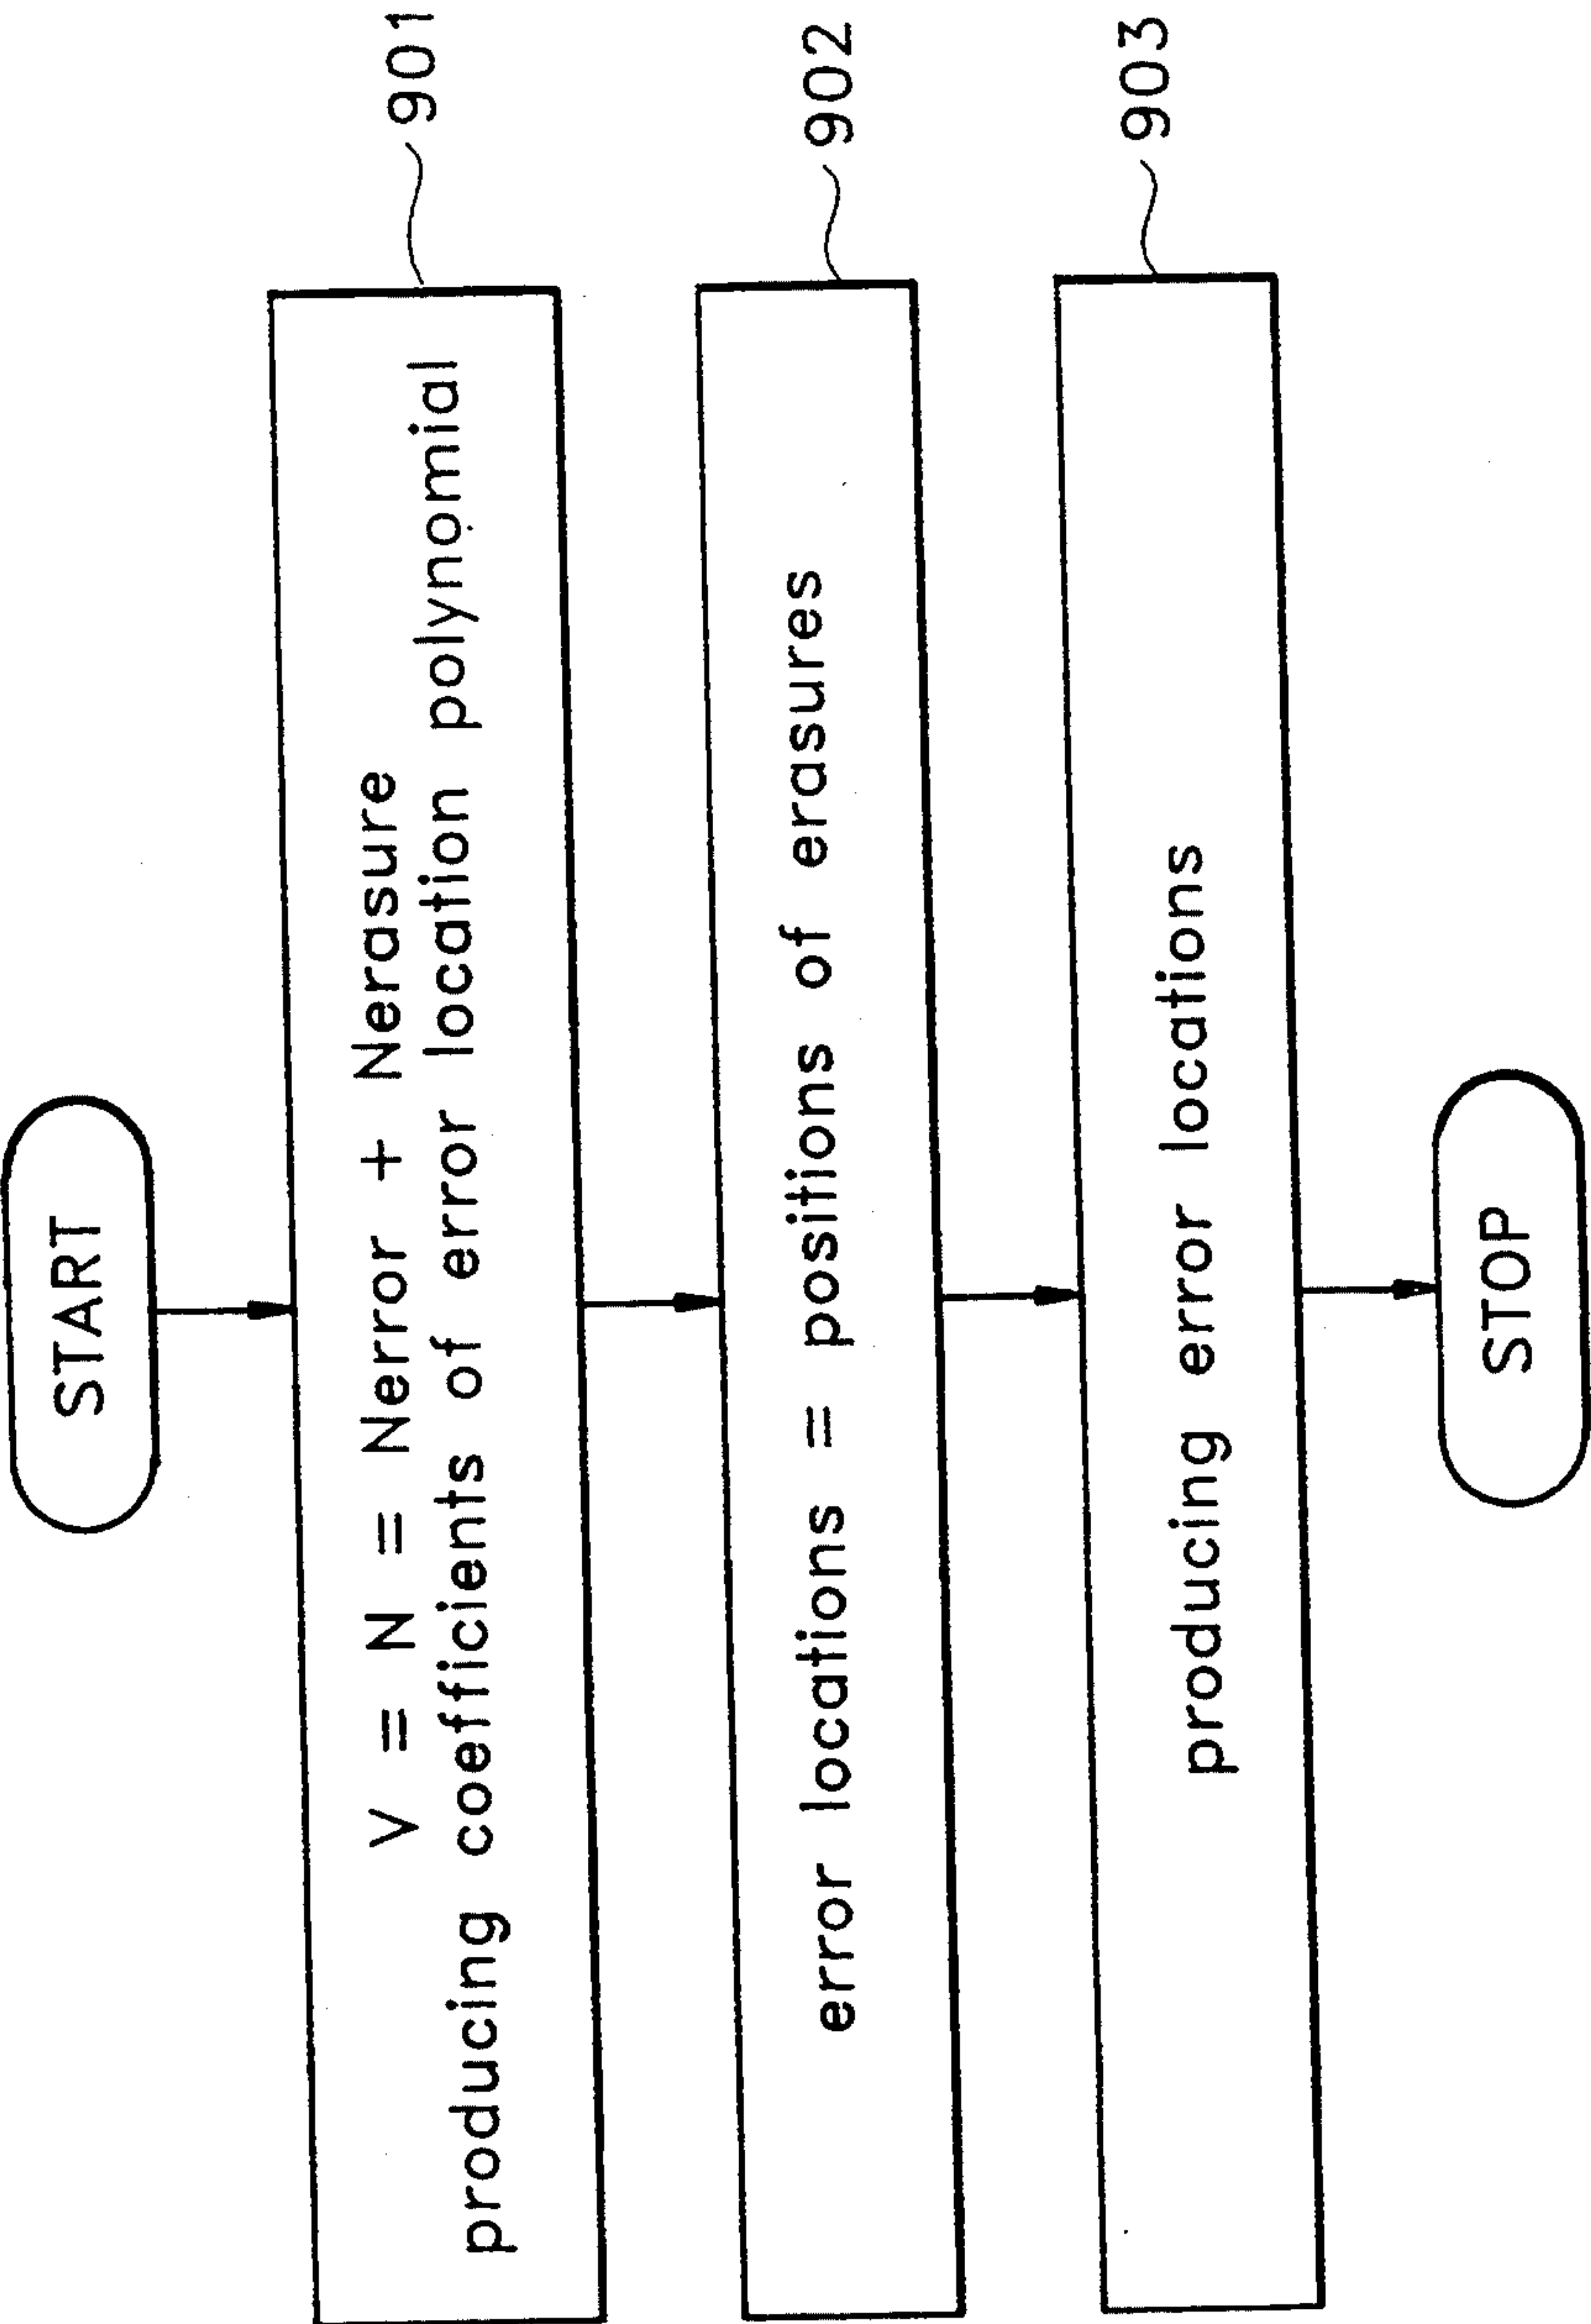 START
V = N = Nerror + Nerasure
producing coefficients of error location polynomial
901
error locations = positions of erasures
902
producing error locations
903
STOP